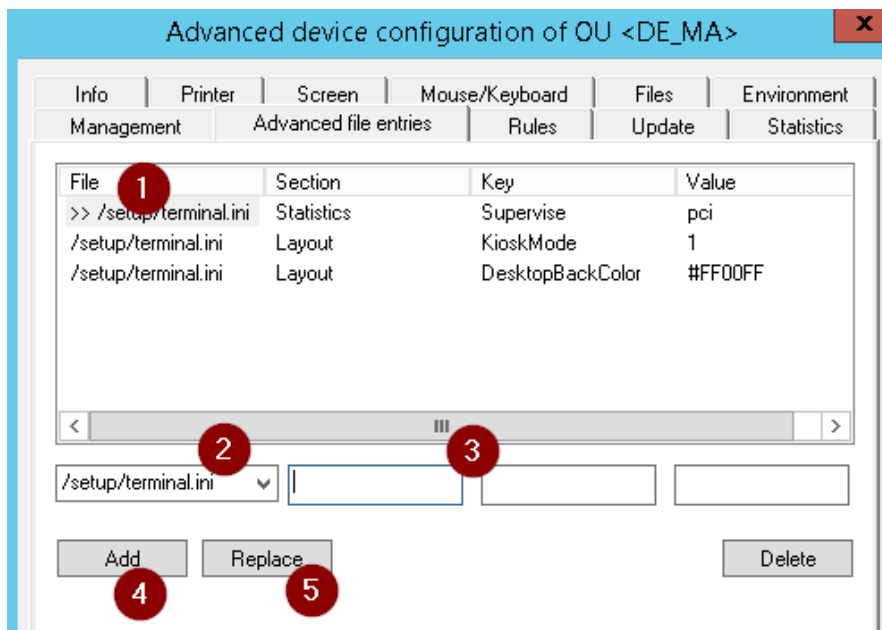 Advanced device configuration of OU <DE_MA>
x
Info Printer Screen Mouse/Keyboard Files Environment
Management Advanced file entries Rules Update Statistics
File 1 Section Key Value
>> /setup/terminal.ini Statistics Supervise pci
/setup/terminal.ini Layout KioskMode 1
/setup/terminal.ini Layout DesktopBackColor #FF00FF
2 3
/setup/terminal.ini
Add Replace Delete
4 5